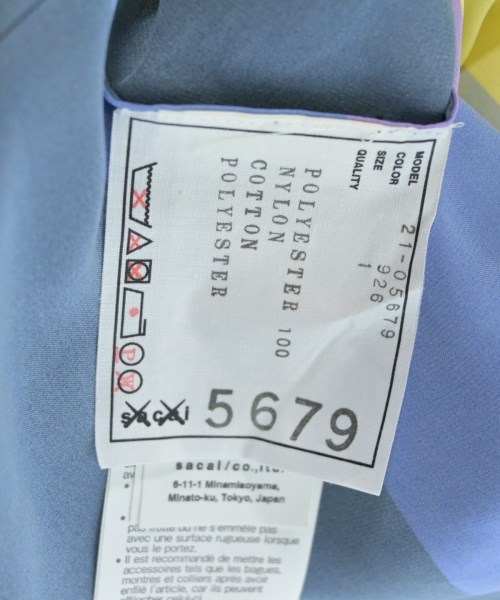 MODEL 21-05679
COLOR 926
SIZE 1
QUALITY
POLYESTER 100
NYLON
COTTON
POLYESTER
P
W
sacai
5679
sacai/co.,ltd.
6-11-1 Minamiaoyama,
Minato-ku, Tokyo, Japan
av
avec une surface rugueuse lorsque
vous le portez.
• Il est recommandé de mettre les
accessoires tels que les bagues,
montres et colliers après avoir
enfilé l'article, car ils peuvent